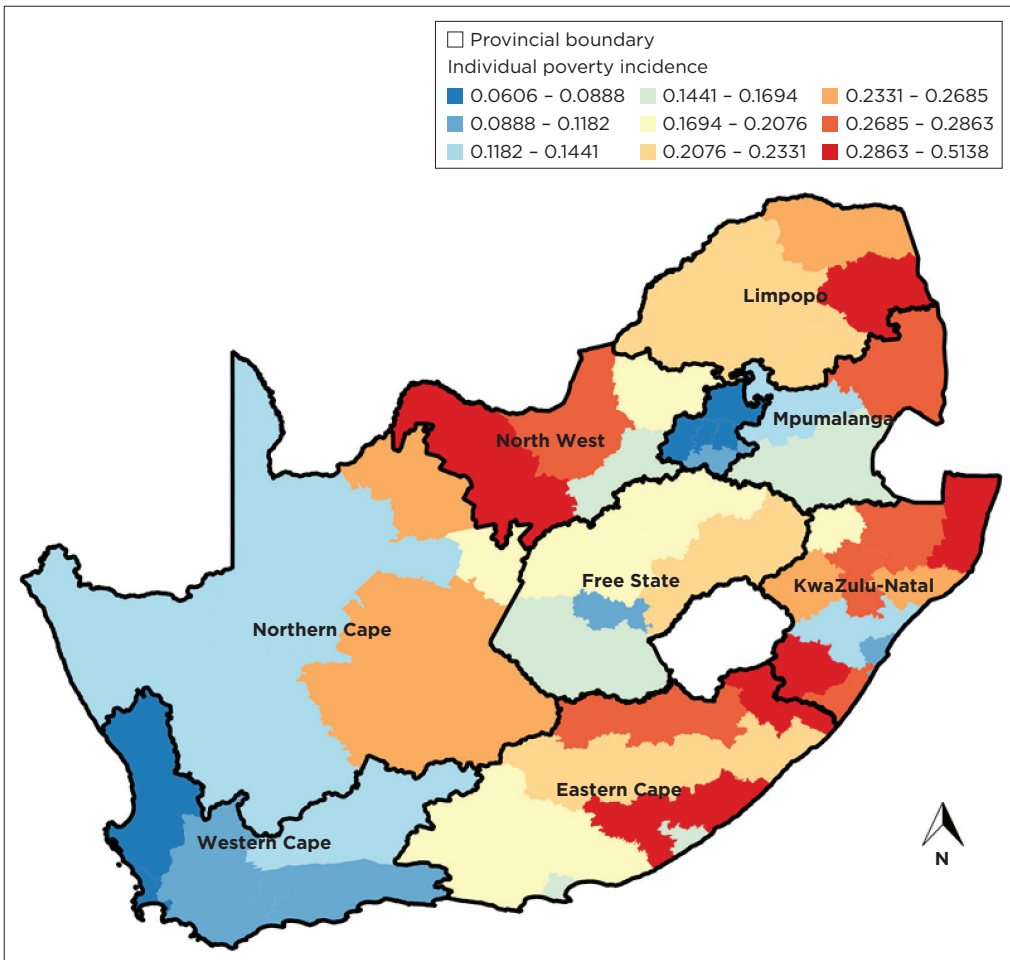 Provincial boundary
Individual poverty incidence
0.0606 – 0.0888 0.1441 – 0.1694 0.2331 – 0.2685
0.0888 – 0.1182 0.1694 – 0.2076 0.2685 – 0.2863
0.1182 – 0.1441 0.2076 – 0.2331 0.2863 – 0.5138
Limpopo
Mpumalanga
North West
Free State
KwaZulu-Natal
Northern Cape
Eastern Cape
Western Cape
N